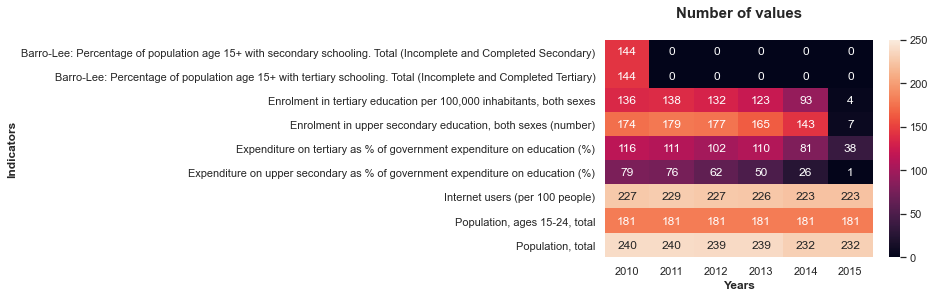 Number of values
Barro-Lee: Percentage of population age 15+ with secondary schooling. Total (Incomplete and Completed Secondary) 144 0 0 0 0 0
Barro-Lee: Percentage of population age 15+ with tertiary schooling. Total (Incomplete and Completed Tertiary) 144 0 0 0 0 0
Enrolment in tertiary education per 100,000 inhabitants, both sexes 136 138 132 123 93 4
Enrolment in upper secondary education, both sexes (number) 174 179 177 165 143 7
Expenditure on tertiary as % of government expenditure on education (%) 116 111 102 110 81 38
Expenditure on upper secondary as % of government expenditure on education (%) 79 76 62 50 26 1
Internet users (per 100 people) 227 229 227 226 223 223
Population, ages 15-24, total 181 181 181 181 181 181
Population, total 240 240 239 239 232 232
2010 2011 2012 2013 2014 2015
Years
Indicators
250
200
150
100
50
0